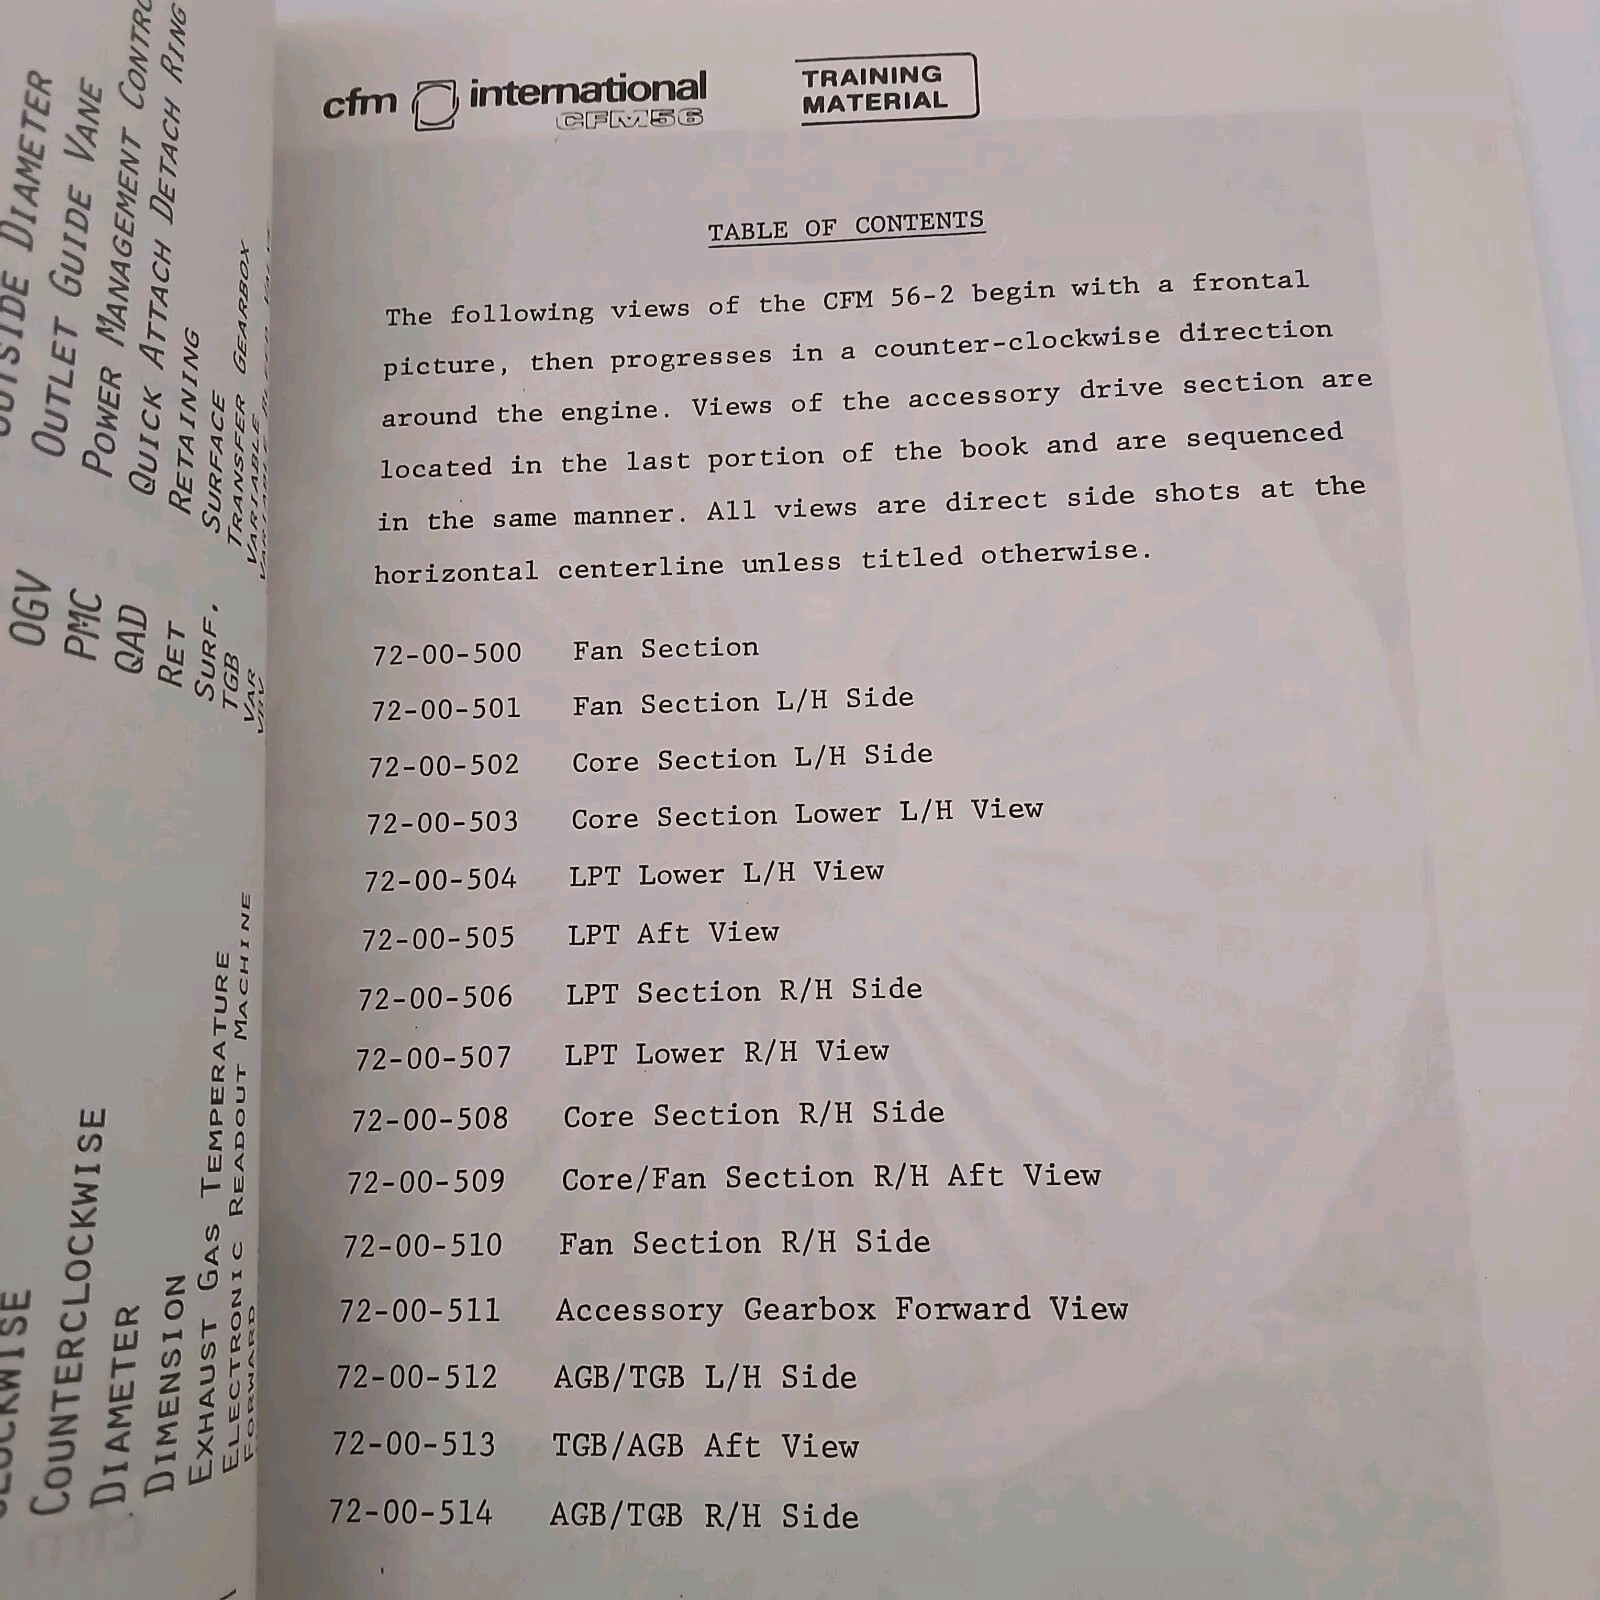 cfm international
CFM56
TRAINING
MATERIAL
TABLE OF CONTENTS
The following views of the CFM 56-2 begin with a frontal
picture, then progresses in a counter-clockwise direction
around the engine. Views of the accessory drive section are
located in the last portion of the book and are sequenced
in the same manner. All views are direct side shots at the
horizontal centerline unless titled otherwise.
72-00-500 Fan Section
72-00-501 Fan Section L/H Side
72-00-502 Core Section L/H Side
72-00-503 Core Section Lower L/H View
72-00-504 LPT Lower L/H View
72-00-505 LPT Aft View
72-00-506 LPT Section R/H Side
72-00-507 LPT Lower R/H View
72-00-508 Core Section R/H Side
72-00-509 Core/Fan Section R/H Aft View
72-00-510 Fan Section R/H Side
72-00-511 Accessory Gearbox Forward View
72-00-512 AGB/TGB L/H Side
72-00-513 TGB/AGB Aft View
72-00-514 AGB/TGB R/H Side
OUTSIDE DIAMETER
OGV OUTLET GUIDE VANE
PMC POWER MANAGEMENT CONTRO
QAD QUICK ATTACH DETACH RING
RET RETAINING
SURF. SURFACE
TGB TRANSFER GEARBOX
VAR VARIABLE
COUNTERCLOCKWISE
DIAMETER
DIMENSION
EXHAUST GAS TEMPERATURE
ELECTRONIC READOUT MACHINE
FORWARD